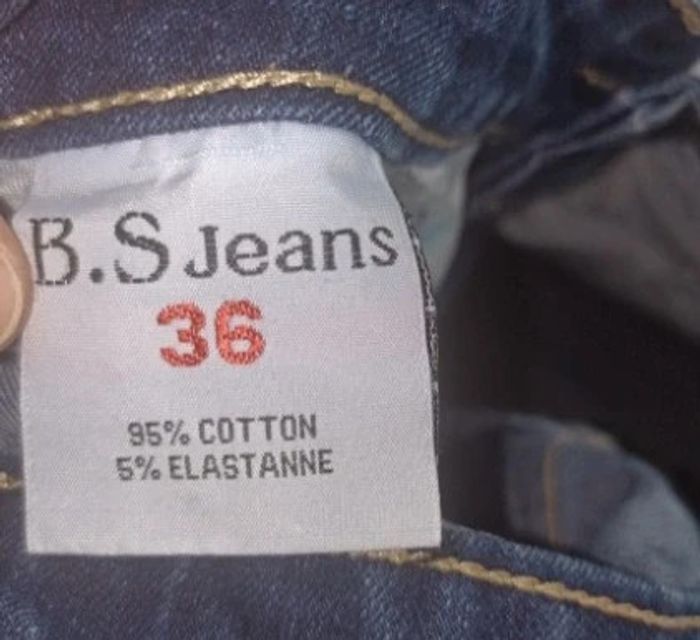 B.S Jeans
36
95% COTTON
5% ELASTANNE